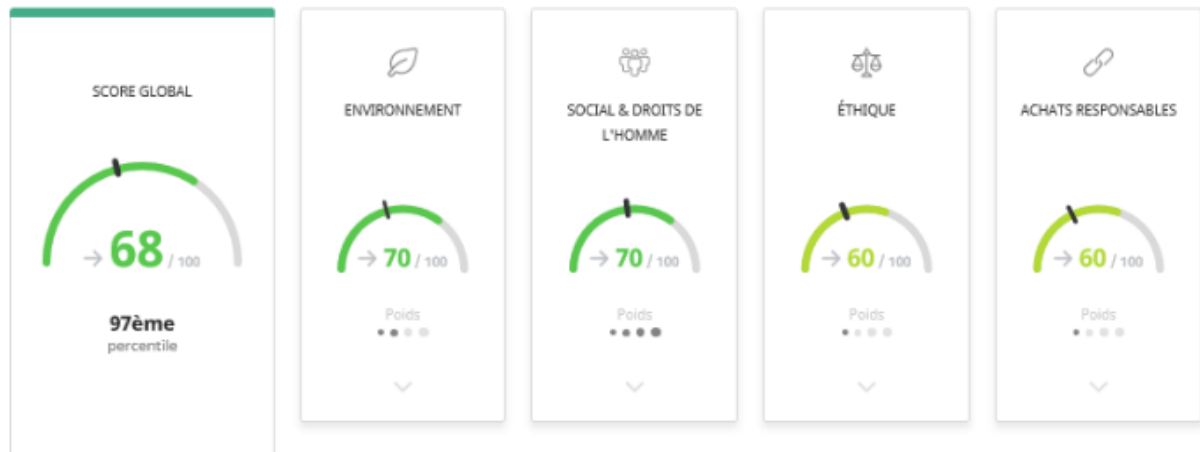 SCORE GLOBAL
→ 68 / 100
97ème
percentile
ENVIRONNEMENT
→ 70 / 100
Poids
SOCIAL & DROITS DE
L'HOMME
→ 70 / 100
Poids
ÉTHIQUE
→ 60 / 100
Poids
ACHATS RESPONSABLES
→ 60 / 100
Poids